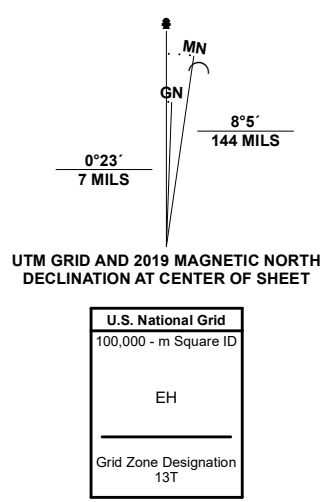 MN
GN
8°5´
144 MILS
0°23´
7 MILS
UTM GRID AND 2019 MAGNETIC NORTH
DECLINATION AT CENTER OF SHEET
U.S. National Grid
100,000 - m Square ID
EH
Grid Zone Designation
13T